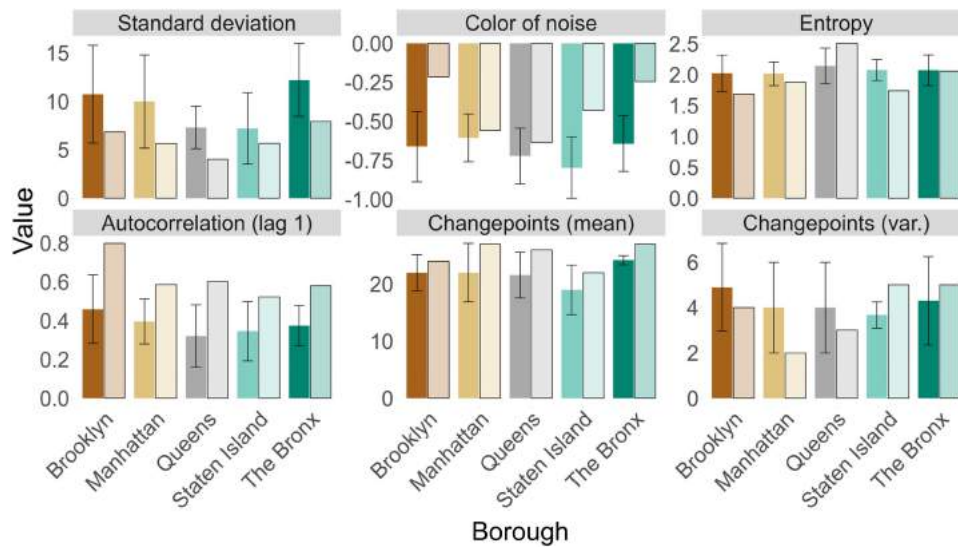 Standard deviation
Color of noise
Entropy
15
10
5
0
0.00
-0.25
-0.50
-0.75
-1.00
2.5
2.0
1.5
1.0
0.5
0.0
Value
Autocorrelation (lag 1)
Changepoints (mean)
Changepoints (var.)
0.8
0.6
0.4
0.2
0.0
20
10
0
6
4
2
0
Brooklyn
Manhattan
Queens
Staten Island
The Bronx
Brooklyn
Manhattan
Queens
Staten Island
The Bronx
Brooklyn
Manhattan
Queens
Staten Island
The Bronx
Borough